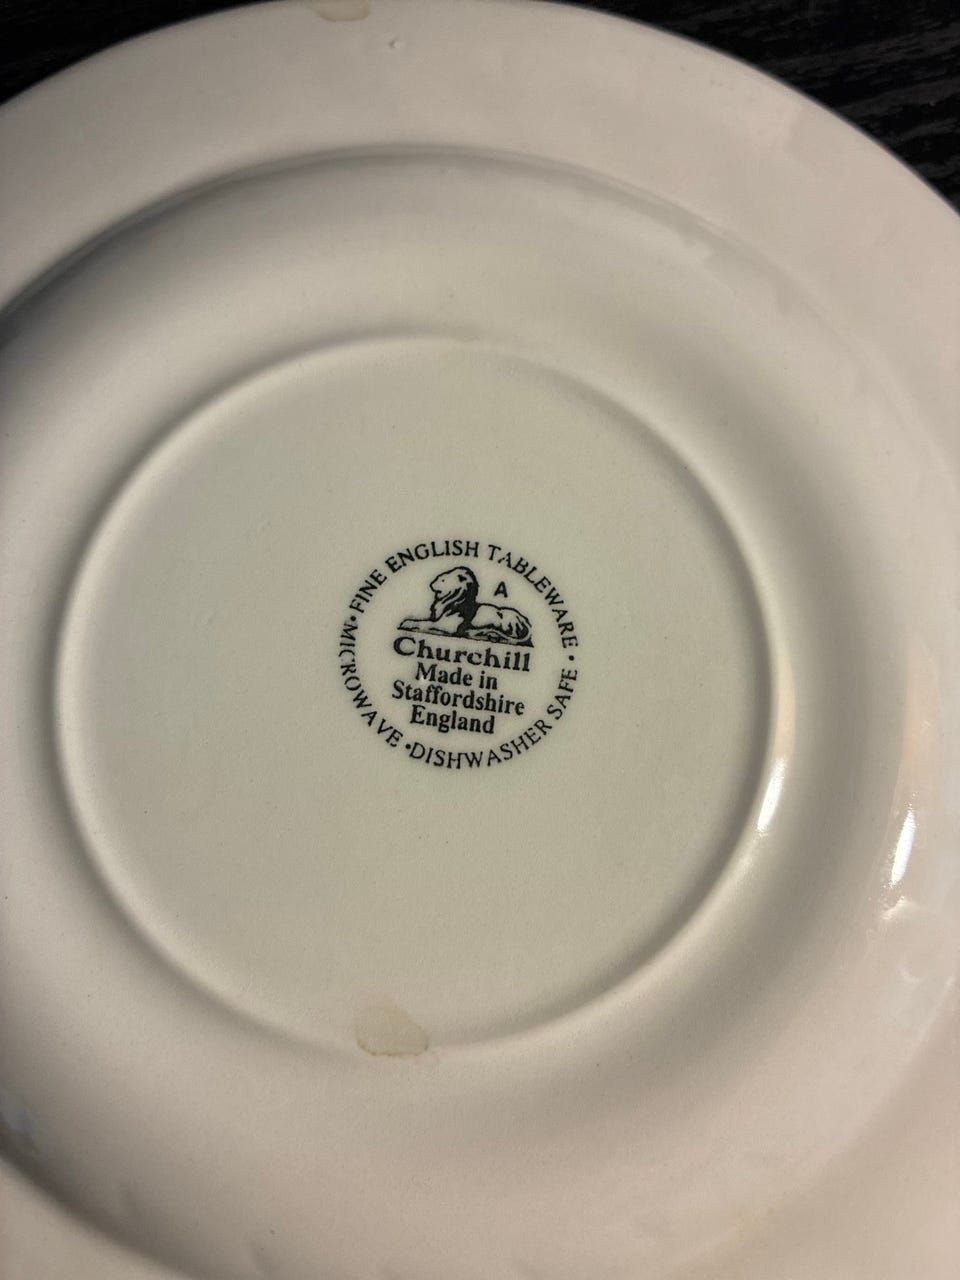 FINE ENGLISH TABLEWARE •
MICROWAVE • DISHWASHER SAFE •
A
Churchill
Made in
Staffordshire
England